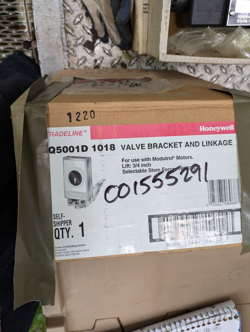 1220
TRADELINE®
Honeywell
Q5001D 1018 VALVE BRACKET AND LINKAGE
For use with Modutrol® Motors.
Lift: 3/4 inch
Selectable Stem Force
001555291
SELF-
SHIPPER
QTY. 1